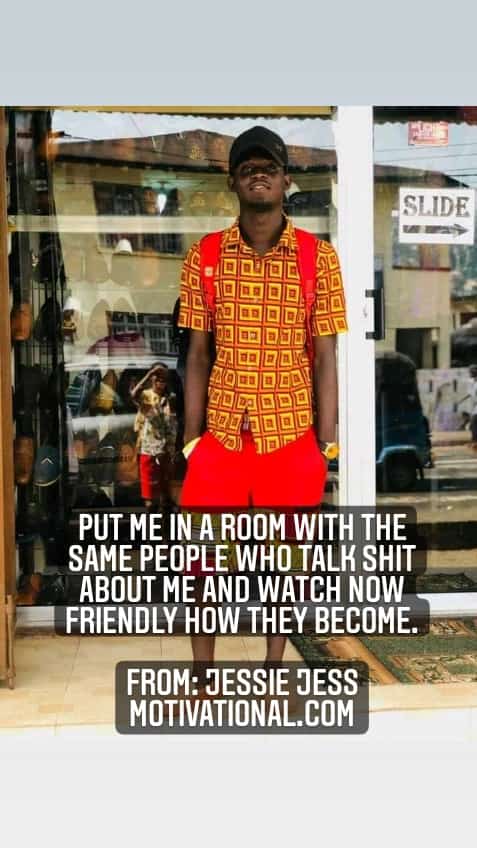 SLIDE
PUT ME IN A ROOM WITH THE
SAME PEOPLE WHO TALK SHIT
ABOUT ME AND WATCH NOW
FRIENDLY HOW THEY BECOME.
FROM: JESSIE JESS
MOTIVATIONAL.COM